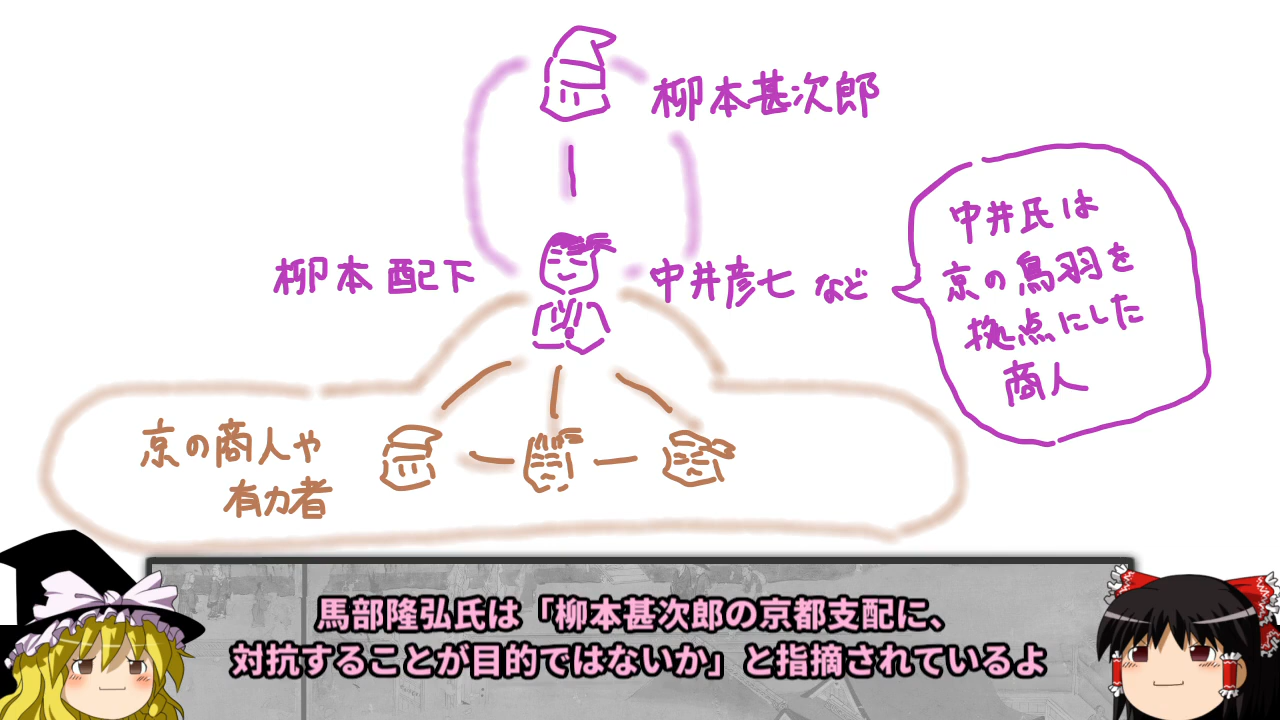 柳本甚次郎
中井氏は
京の鳥羽を
拠点にした
商人
柳本配下
中井彦七 など
京の商人や
有力者
馬部隆弘氏は「柳本甚次郎の京都支配に、
対抗することが目的ではないか」と指摘されているよ